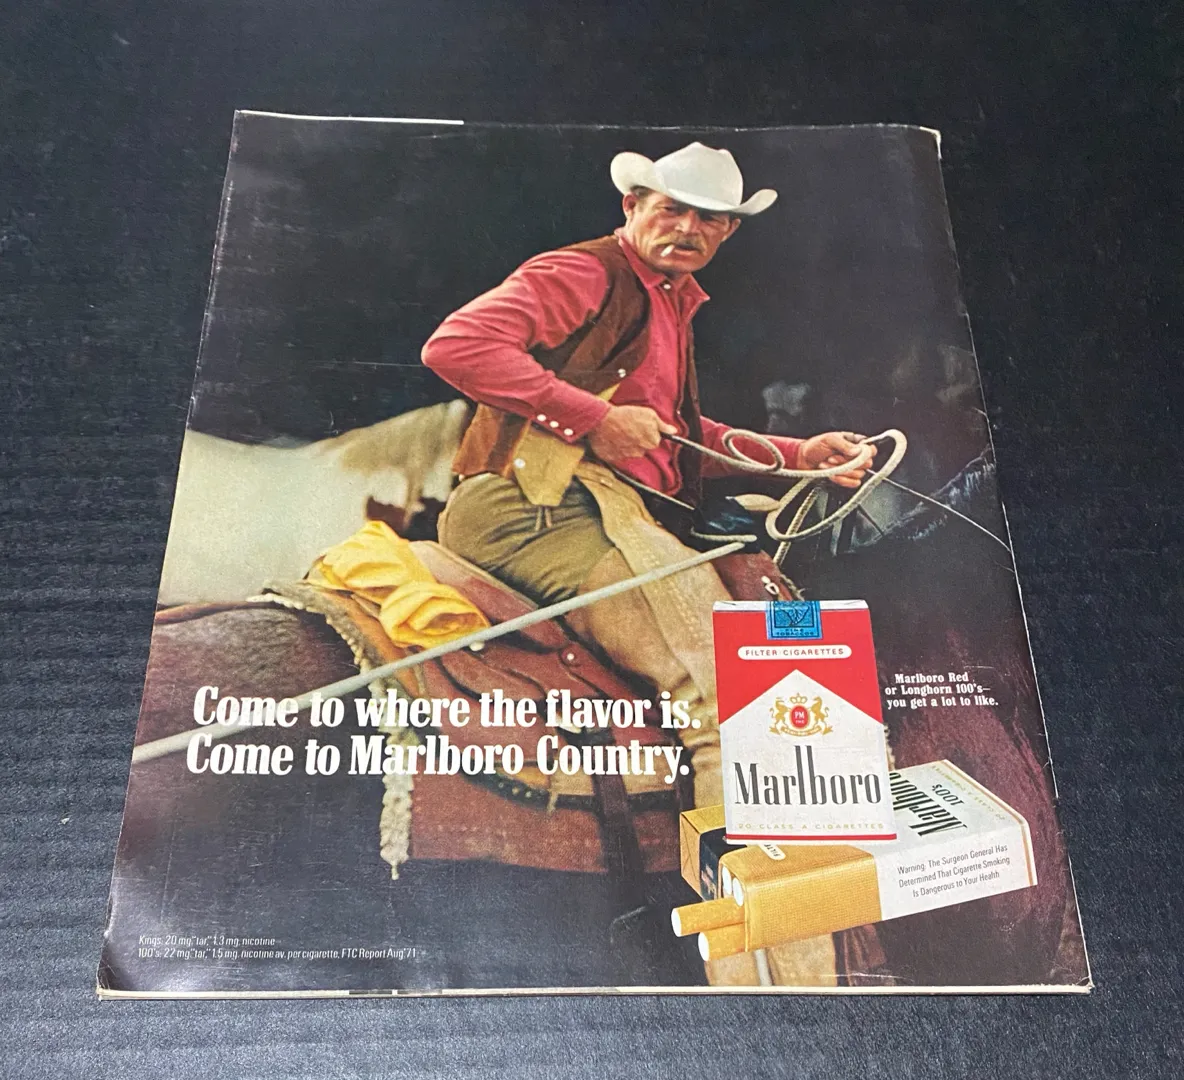 Come to where the flavor is.
Come to Marlboro Country.
FILTER CIGARETTES
PM
Marlboro
20 CLASS A CIGARETTES
Marlboro Red
or Longhorn 100's—
you get a lot to like.
Marlboro
100's
Warning: The Surgeon General Has
Determined That Cigarette Smoking
Is Dangerous to Your Health
Kings: 20 mg."tar," 1.3 mg. nicotine—
100's: 22 mg."tar," 1.5 mg. nicotine av. per cigarette, FTC Report Aug.'71